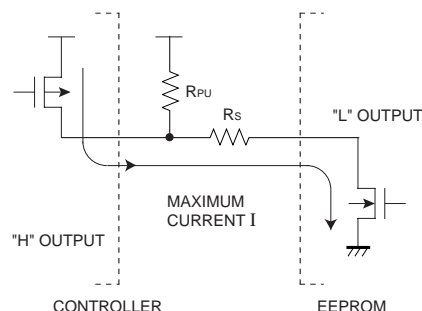 RPU
RS
"L" OUTPUT
MAXIMUM
CURRENT I
"H" OUTPUT
CONTROLLER
EEPROM